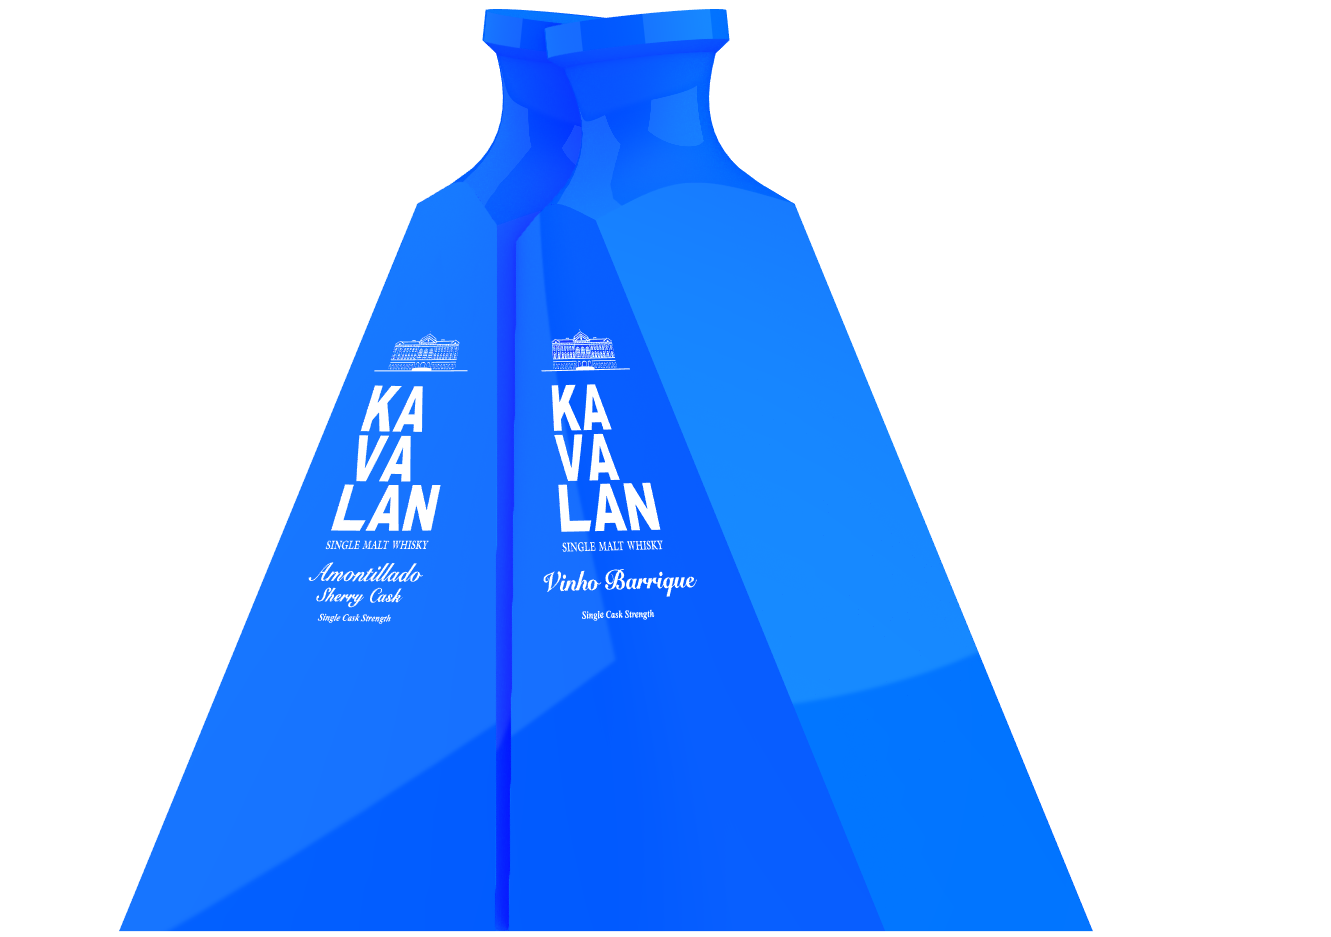 KA
VA
LAN
SINGLE MALT WHISKY
Amontillado
Sherry Cask
Single Cask Strength
KA
VA
LAN
SINGLE MALT WHISKY
Vinho Barrique
Single Cask Strength